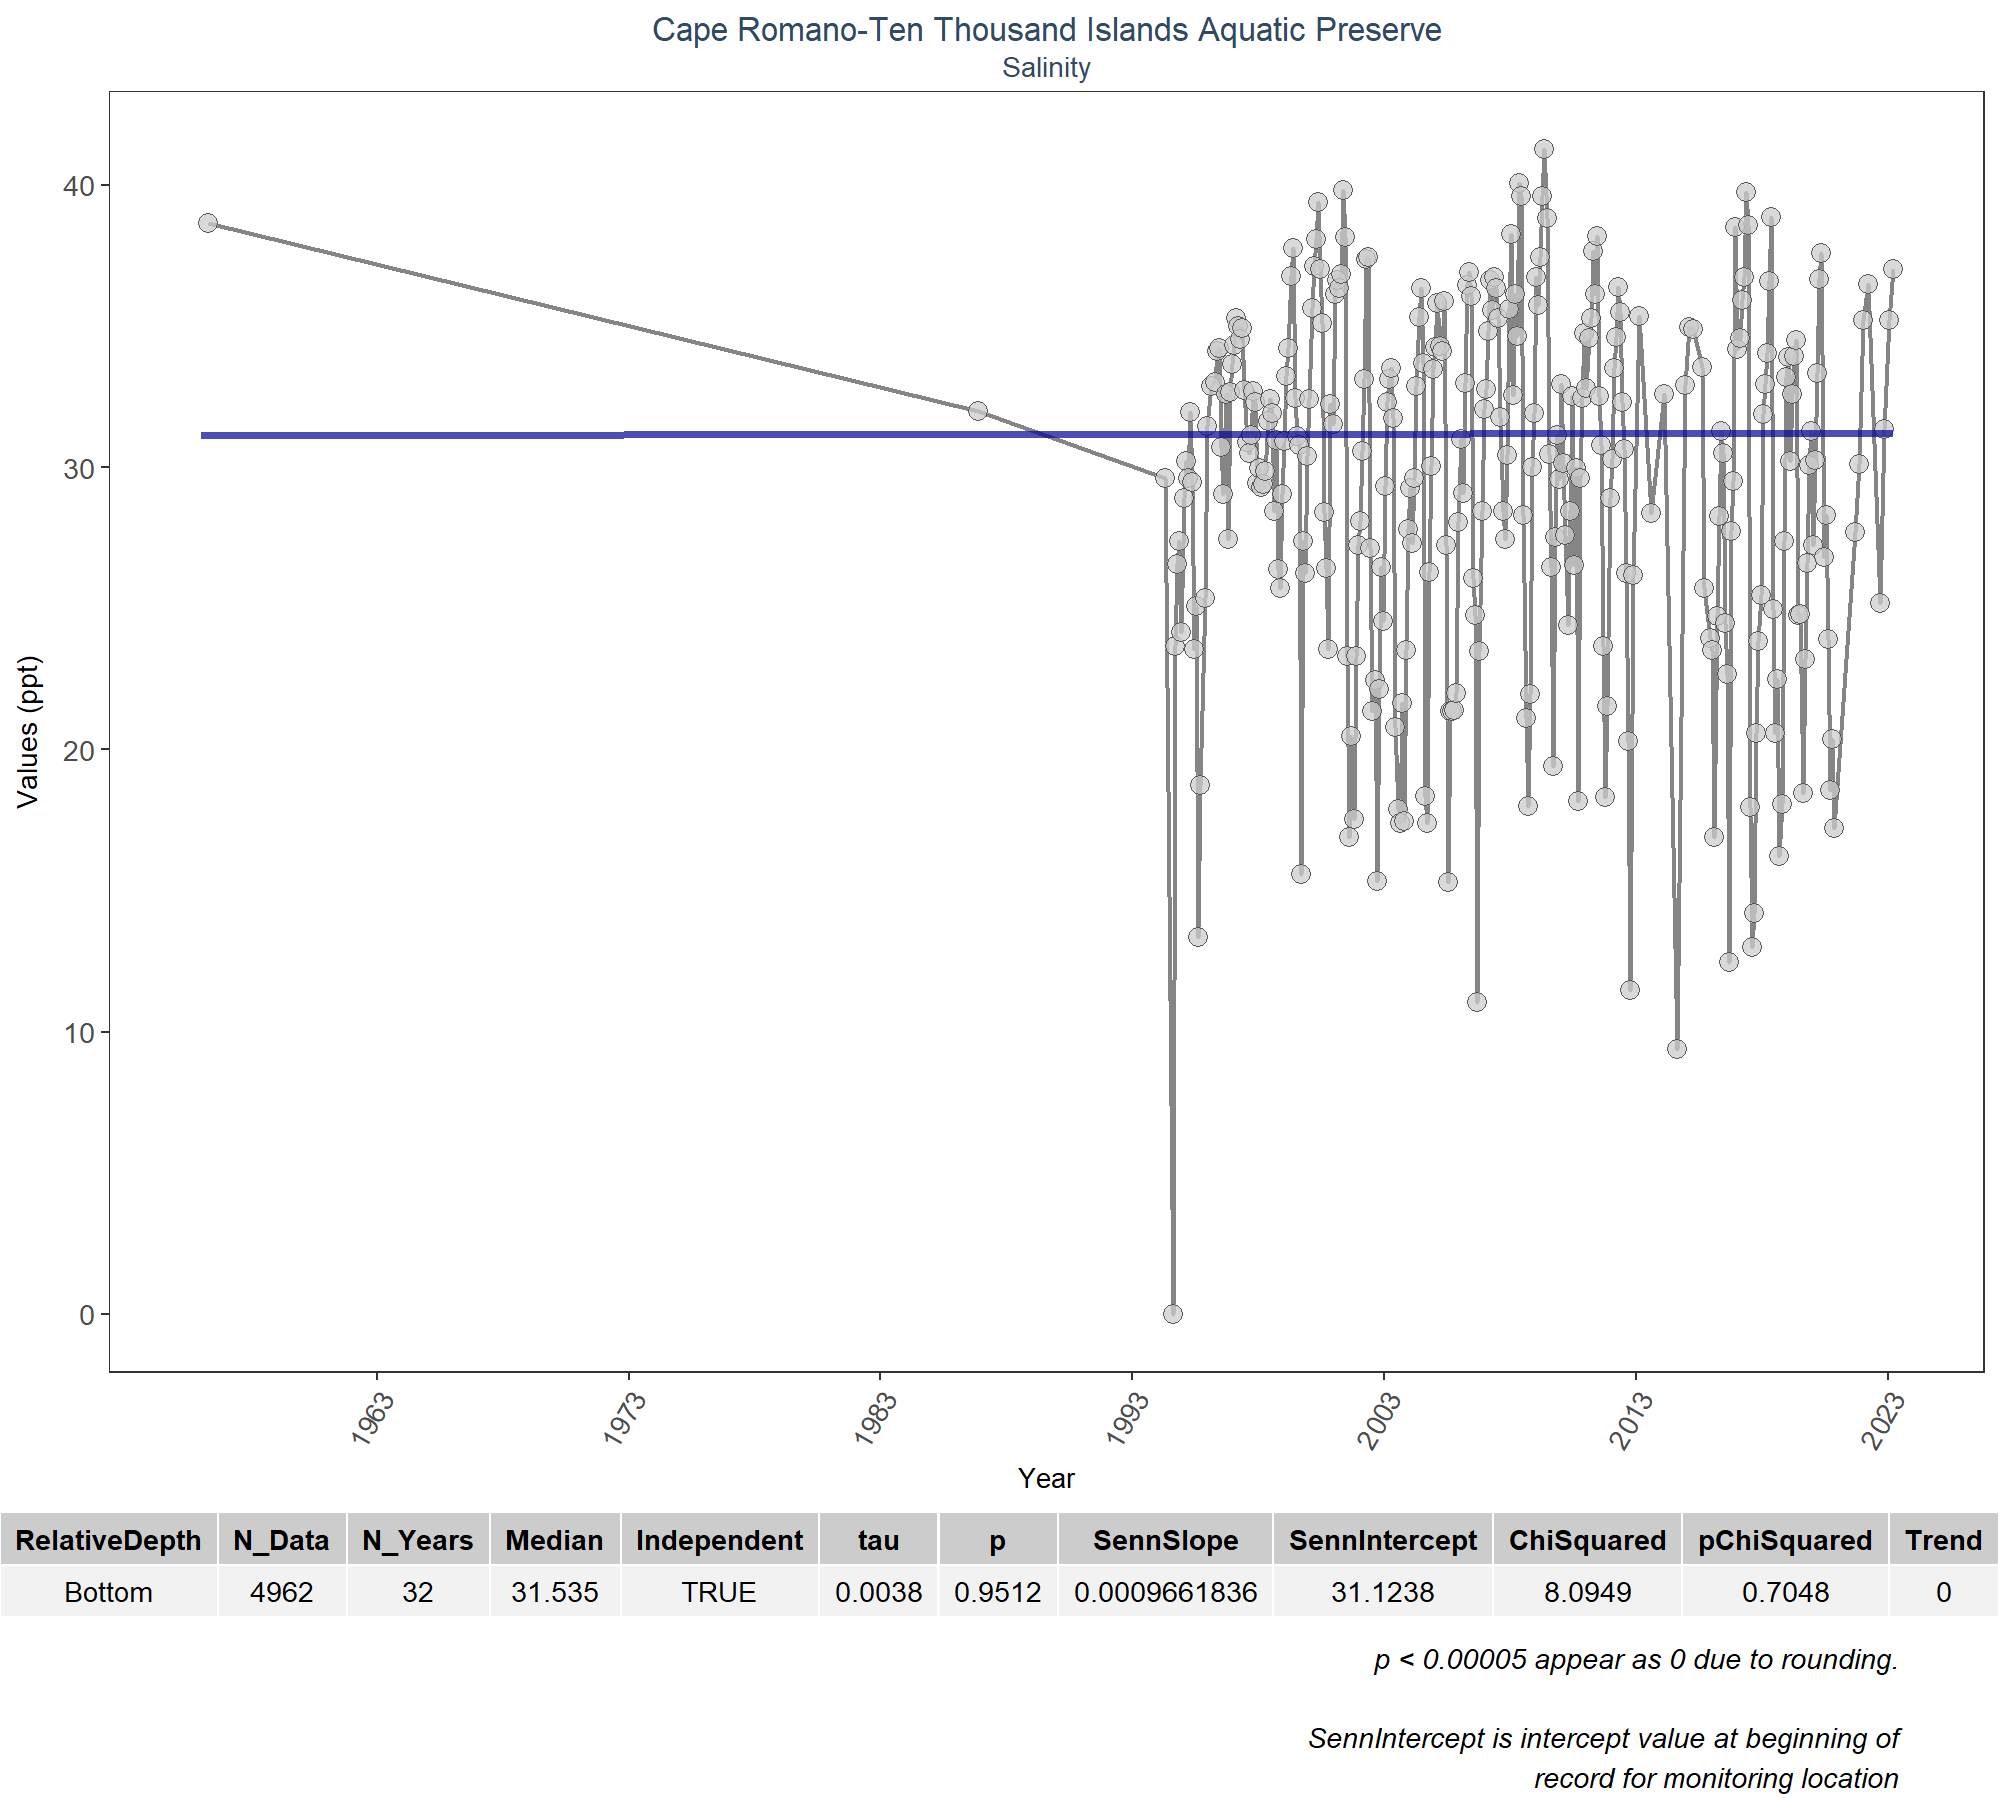 Cape Romano-Ten Thousand Islands Aquatic Preserve
Salinity
40
30
20
10
0
Values (ppt)
1963 1973 1983 1993 2003 2013 2023
Year
RelativeDepth N_Data N_Years Median Independent tau p SennSlope SennIntercept ChiSquared pChiSquared Trend
Bottom 4962 32 31.535 TRUE 0.0038 0.9512 0.0009661836 31.1238 8.0949 0.7048 0
p < 0.00005 appear as 0 due to rounding.
SennIntercept is intercept value at beginning of
record for monitoring location